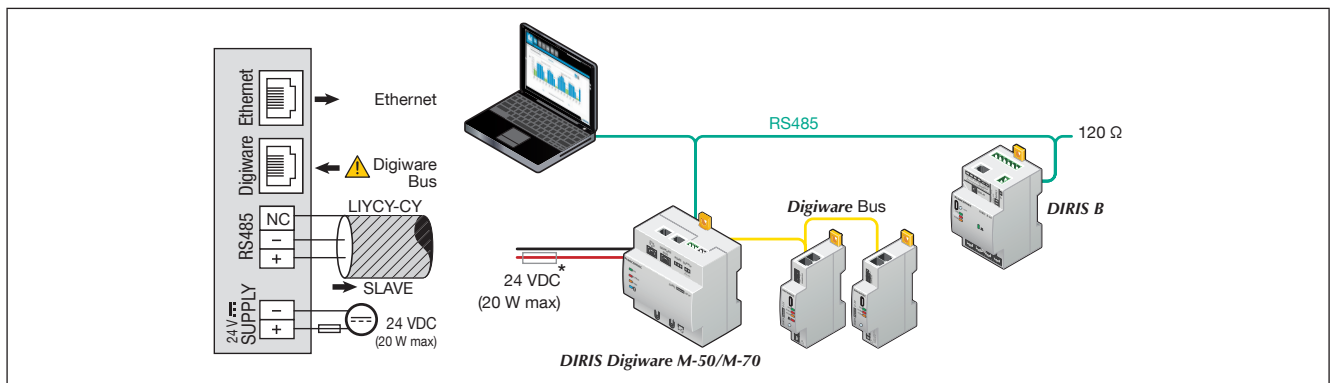 Ethernet
Ethernet
Digiware
Digiware
Bus
RS485
NC
−
+
LIYCY-CY
SLAVE
24 V
SUPPLY
−
+
24 VDC
(20 W max)
RS485
120 Ω
Digiware Bus
DIRIS B
24 VDC
*
(20 W max)
DIRIS Digiware M-50/M-70